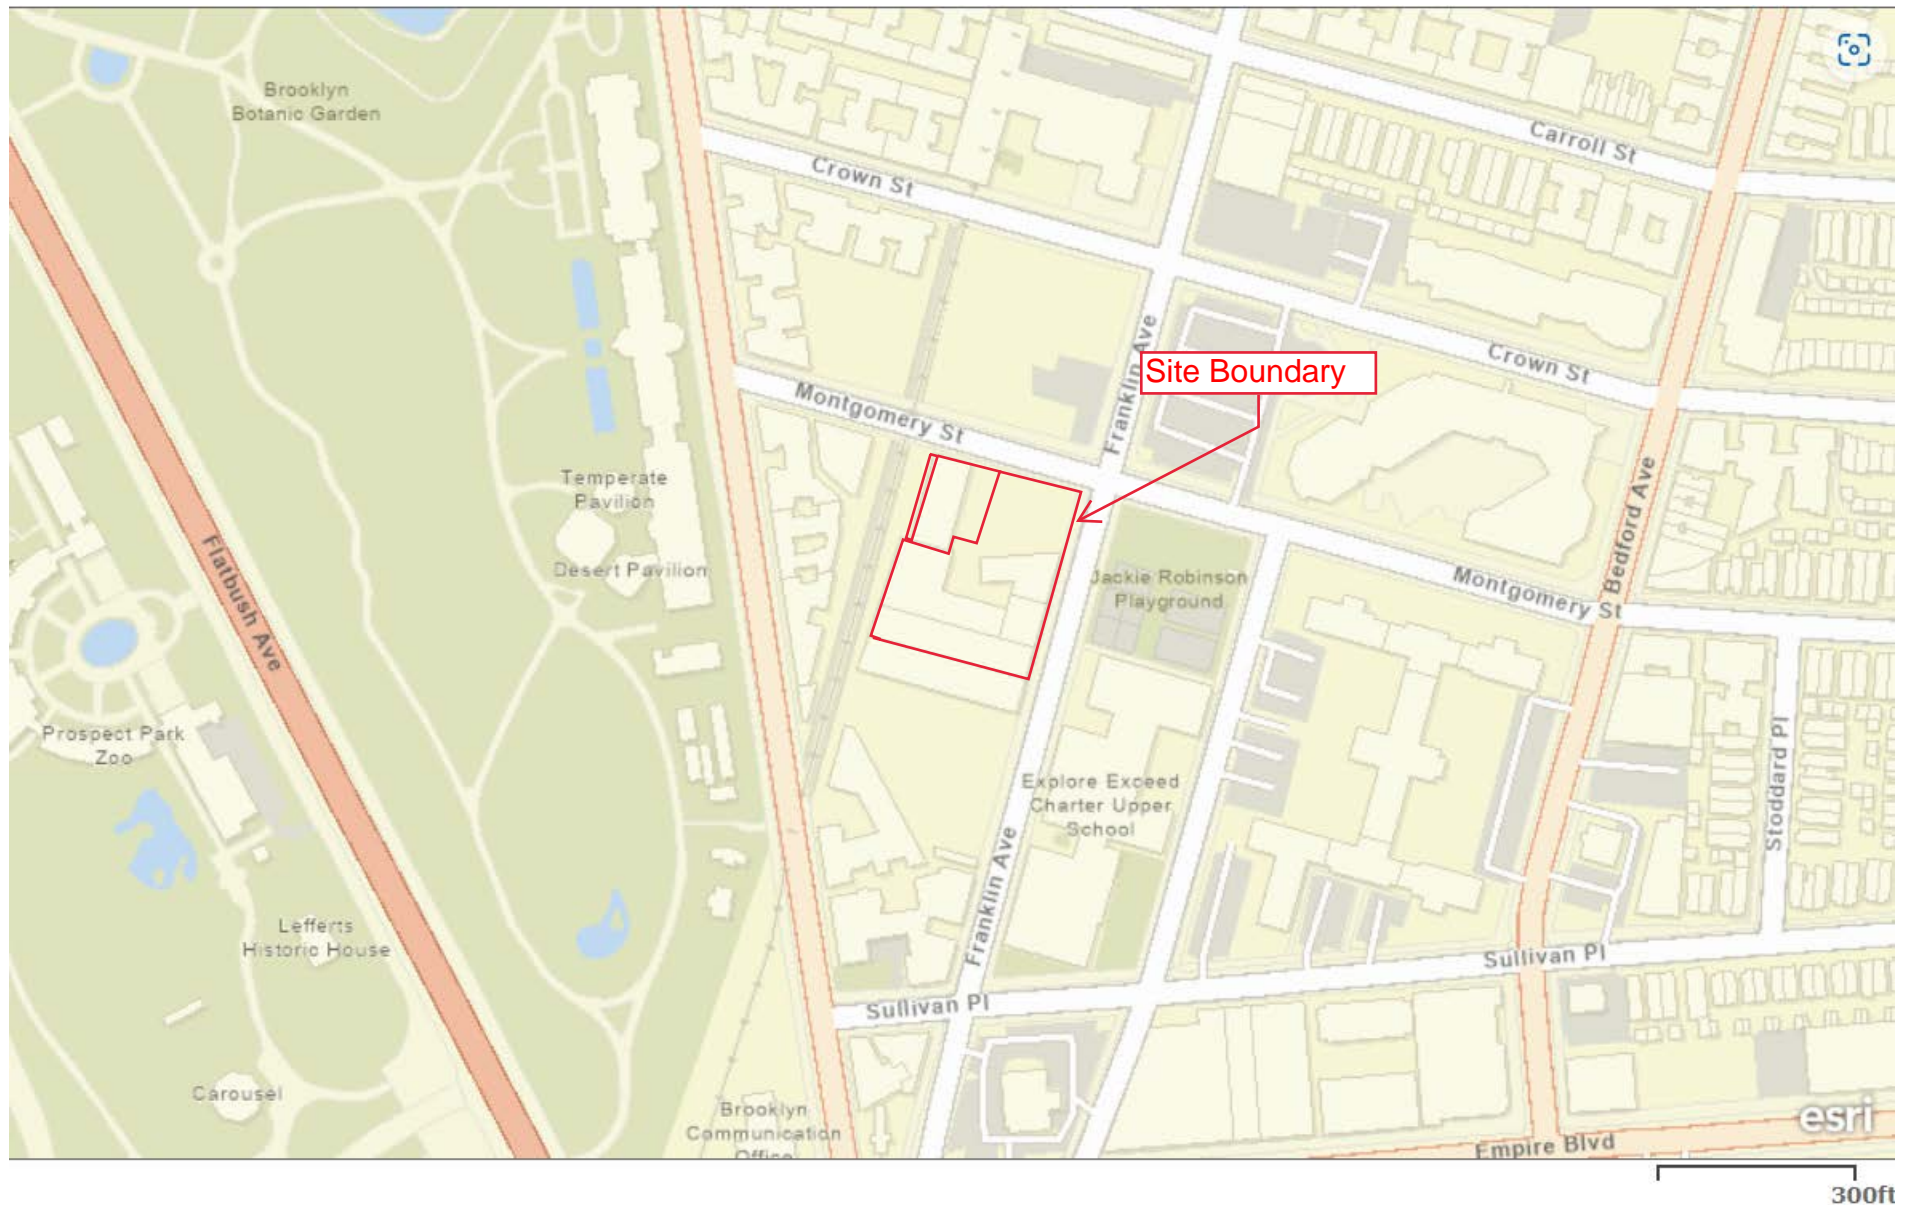 Brooklyn
Botanic Garden
Carroll St
Crown St
Franklin Ave
Site Boundary
Crown St
Montgomery St
Temperate
Pavilion
Bedford Ave
Flatbush Ave
Desert Pavilion
Jackie Robinson
Playground
Montgomery St
Prospect Park
Zoo
Stoddard Pl
Explore Exceed
Charter Upper
School
Franklin Ave
Lefferts
Historic House
Sullivan Pl
Sullivan Pl
Carousel
Brooklyn
Communication
Office
esri
Empire Blvd
300ft